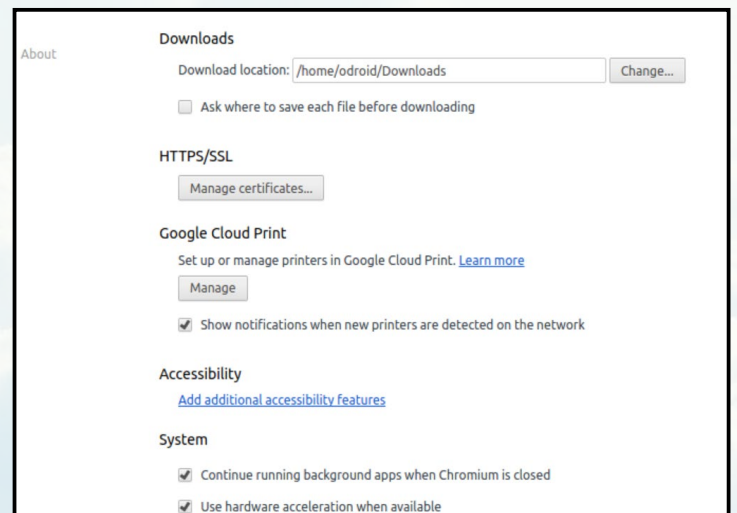 Downloads
About
Download location: /home/odroid/Downloads Change...
Ask where to save each file before downloading
HTTPS/SSL
Manage certificates...
Google Cloud Print
Set up or manage printers in Google Cloud Print. Learn more
Manage
Show notifications when new printers are detected on the network
Accessibility
Add additional accessibility features
System
Continue running background apps when Chromium is closed
Use hardware acceleration when available